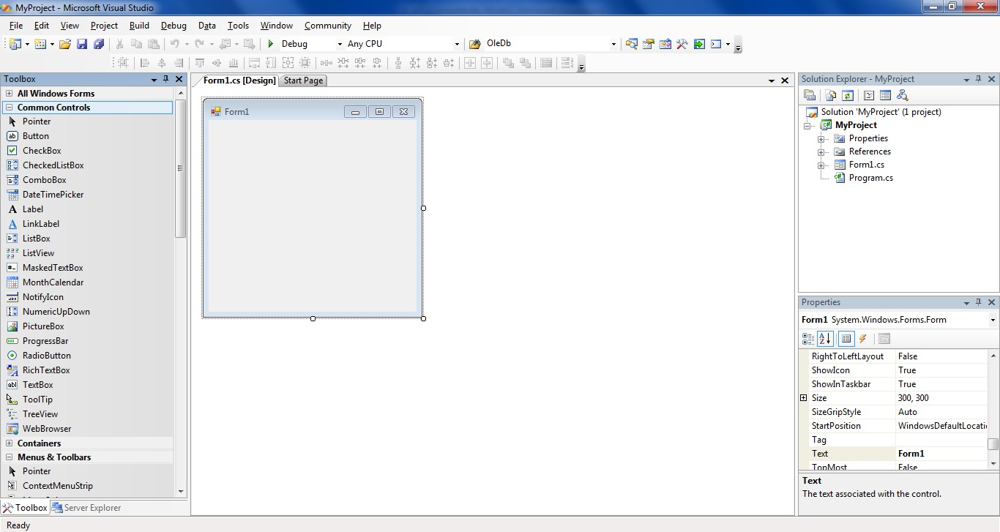 MyProject - Microsoft Visual Studio
File Edit View Project Build Debug Data Tools Window Community Help
Debug Any CPU OleDb
Toolbox
All Windows Forms
Common Controls
Pointer
Button
CheckBox
CheckedListBox
ComboBox
DateTimePicker
Label
LinkLabel
ListBox
ListView
MaskedTextBox
MonthCalendar
NotifyIcon
NumericUpDown
PictureBox
ProgressBar
RadioButton
RichTextBox
TextBox
ToolTip
TreeView
WebBrowser
Containers
Menus & Toolbars
Pointer
ContextMenuStrip
Toolbox Server Explorer
Form1.cs [Design] Start Page
Form1
Solution Explorer - MyProject
Solution 'MyProject' (1 project)
MyProject
Properties
References
Form1.cs
Program.cs
Properties
Form1 System.Windows.Forms.Form
RightToLeftLayout False
ShowIcon True
ShowInTaskbar True
Size 300, 300
SizeGripStyle Auto
StartPosition WindowsDefaultLocati
Tag
Text Form1
TopMost False
Text
The text associated with the control.
Ready